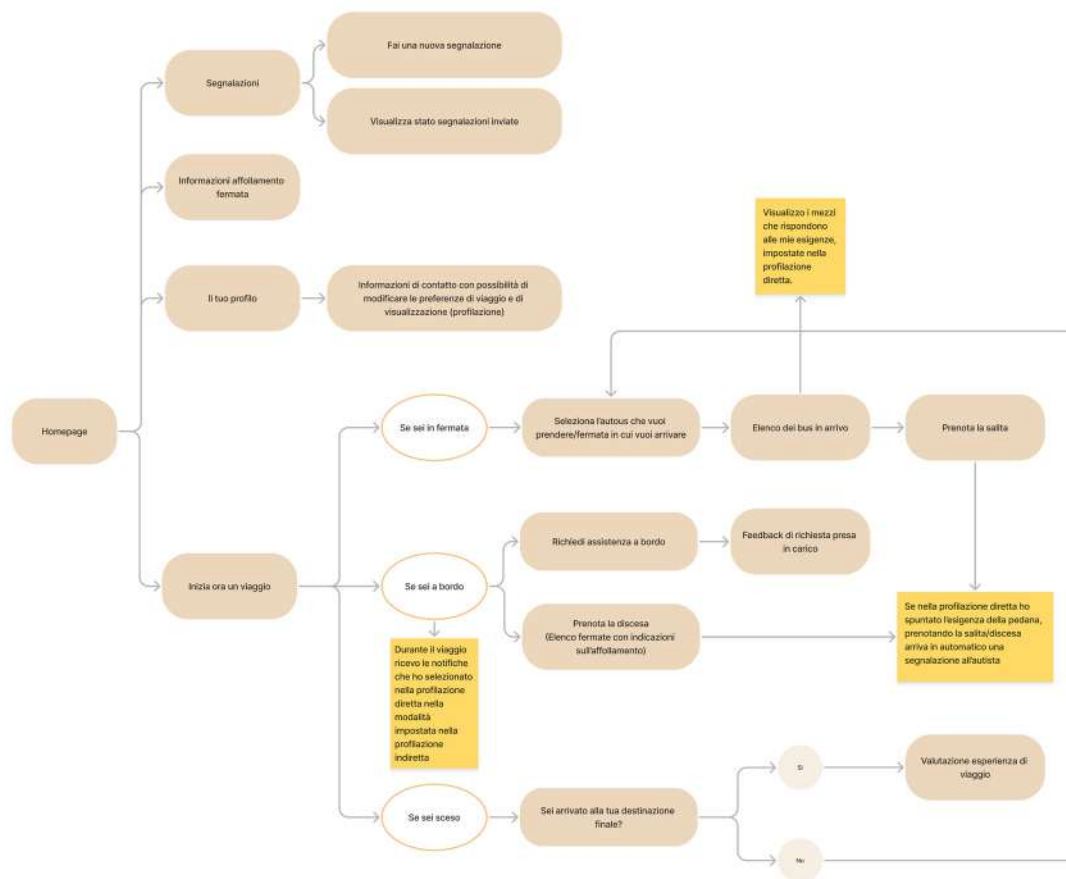 Fai una nuova segnalazione
Segnalazioni
Visualizza stato segnalazioni inviate
Informazioni affollamento
fermata
Visualizzo i mezzi
che rispondono
alle mie esigenze,
impostate nella
profilazione
diretta.
Il tuo profilo
Informazioni di contatto con possibilità di
modificare le preferenze di viaggio e di
visualizzazione (profilazione)
Homepage
Se sei in fermata
Seleziona l'autous che vuoi
prendere/fermata in cui vuoi arrivare
Elenco dei bus in arrivo
Prenota la salita
Inizia ora un viaggio
Se sei a bordo
Richiedi assistenza a bordo
Feedback di richiesta presa
in carico
Prenota la discesa
(Elenco fermate con indicazioni
sull'affollamento)
Se nella profilazione diretta ho
spuntato l'esigenza della pedana,
prenotando la salita/discesa
arriva in automatico una
segnalazione all'autista
Durante il viaggio
ricevo le notifiche
che ho selezionato
nella profilazione
diretta nella
modalità
impostata nella
profilazione
indiretta
Se sei sceso
Sei arrivato alla tua destinazione
finale?
Sì
Valutazione esperienza di
viaggio
No